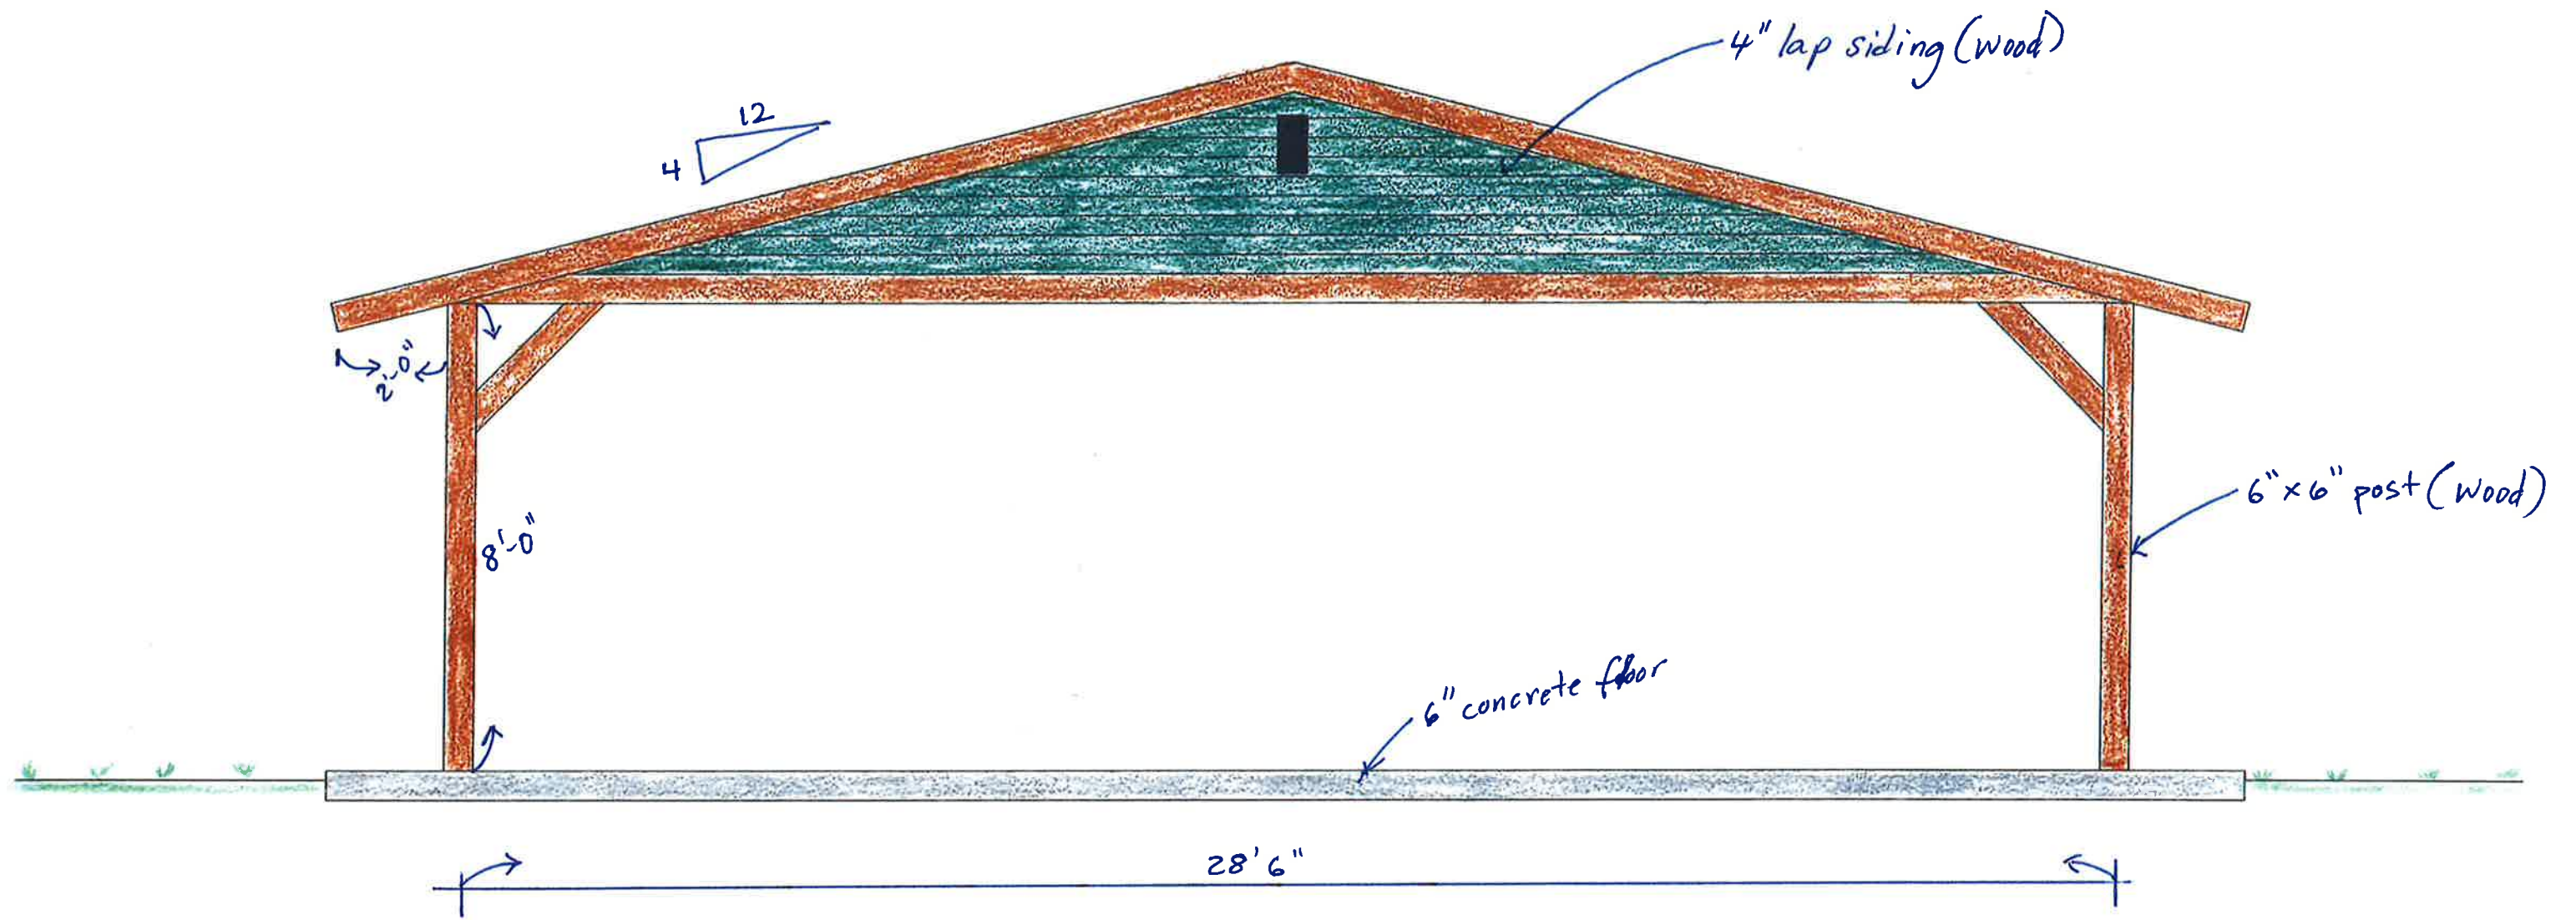 4" lap siding (wood)
12
4
2'-0"
6"x6" post (wood)
8'-0"
6" concrete floor
28'6"